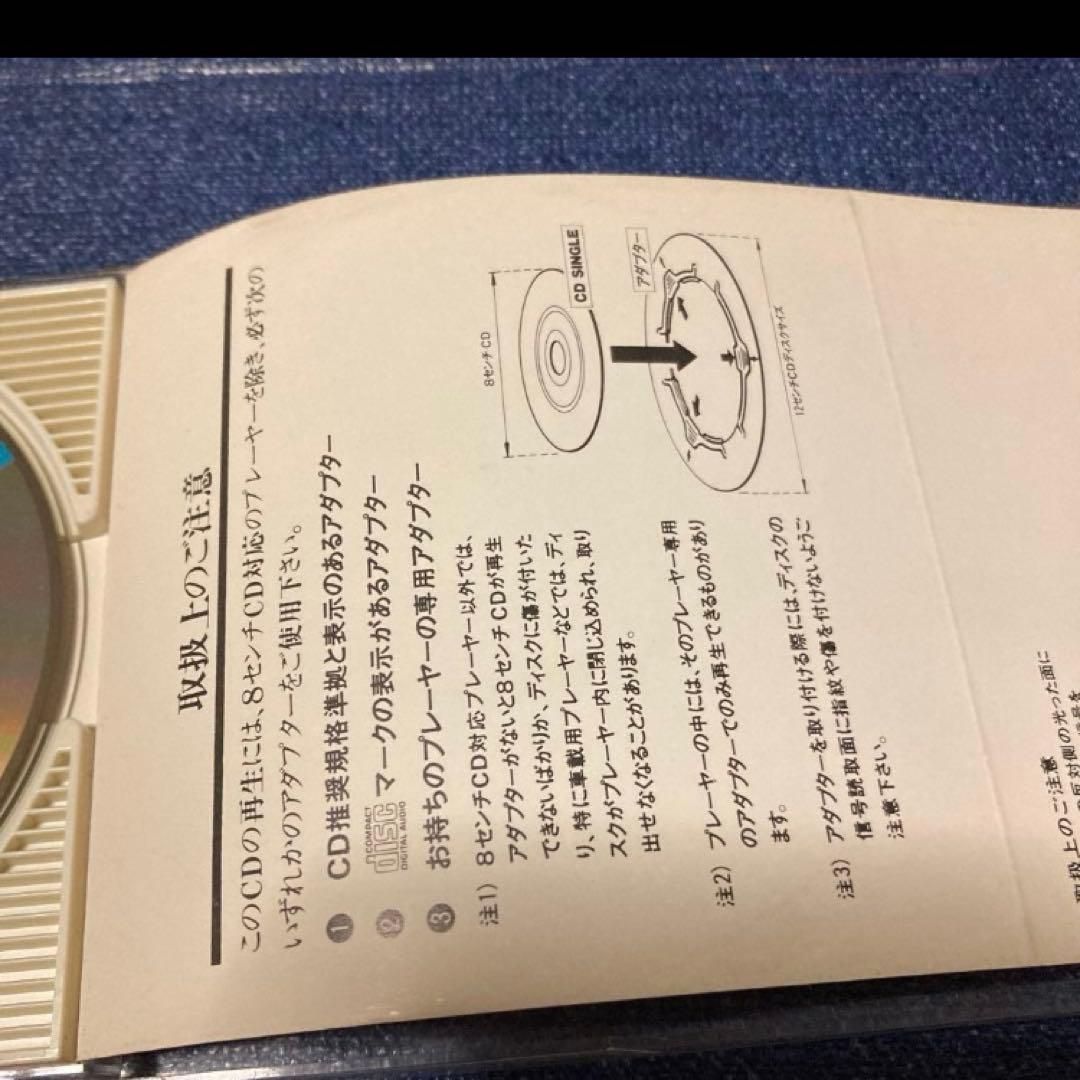 取扱上のご注意
このCDの再生には、8センチCD対応のプレーヤーを除き、必ず次の
いずれかのアダプターをご使用下さい。
① CD推奨規格準拠と表示のあるアダプター
② COMPACT disc DIGITAL AUDIO マークの表示があるアダプター
③ お持ちのプレーヤーの専用アダプター
注1) 8センチCD対応プレーヤー以外では、
アダプターがないと8センチCDが再生
できないばかりか、ディスクに傷が付いた
り、特に車載用プレーヤーなどでは、ディ
スクがプレーヤー内に閉じ込められ、取り
出せなくなることがあります。
注2) プレーヤーの中には、そのプレーヤー専用
のアダプターでのみ再生できるものがあり
ます。
注3) アダプターを取り付ける際には、ディスクの
信号読取面に指紋や傷を付けないようご
注意下さい。
8センチCD
CD SINGLE
アダプター
12センチCDディスクサイズ
取扱上のご注意
反対側の光った面に